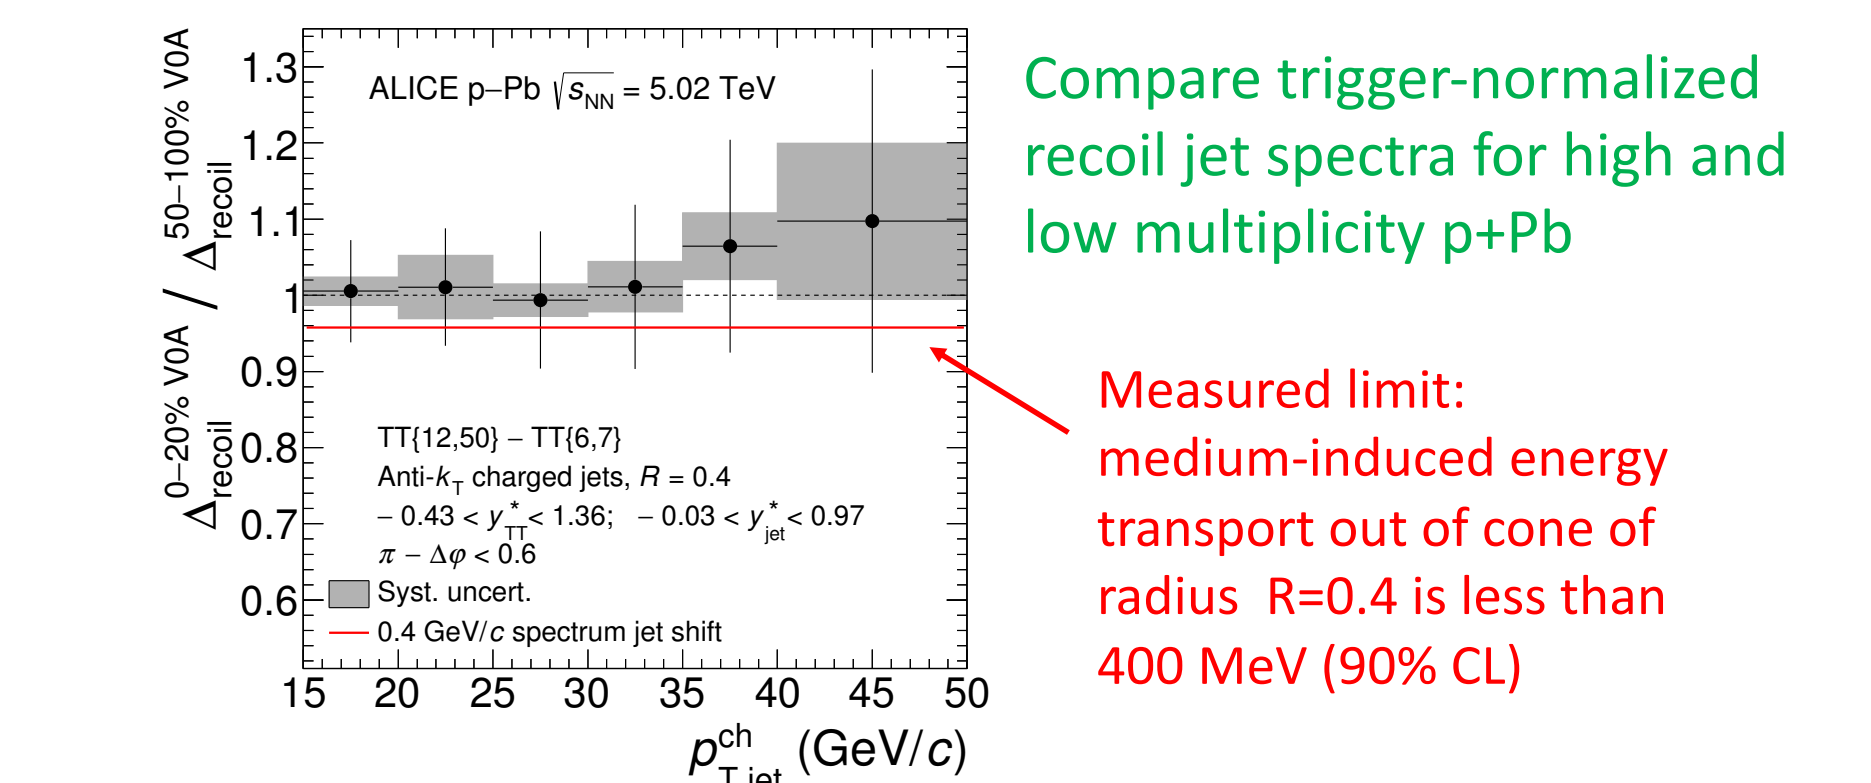 Δ recoil 0–20% V0A / Δ recoil 50–100% V0A
1.3
1.2
1.1
1
0.9
0.8
0.7
0.6
ALICE p–Pb √sNN = 5.02 TeV
TT{12,50} – TT{6,7}
Anti-kT charged jets, R = 0.4
– 0.43 < y*TT < 1.36; – 0.03 < y*jet < 0.97
π – Δφ < 0.6
Syst. uncert.
0.4 GeV/c spectrum jet shift
15 20 25 30 35 40 45 50
p ch T,jet (GeV/c)
Compare trigger-normalized
recoil jet spectra for high and
low multiplicity p+Pb
Measured limit:
medium-induced energy
transport out of cone of
radius R=0.4 is less than
400 MeV (90% CL)